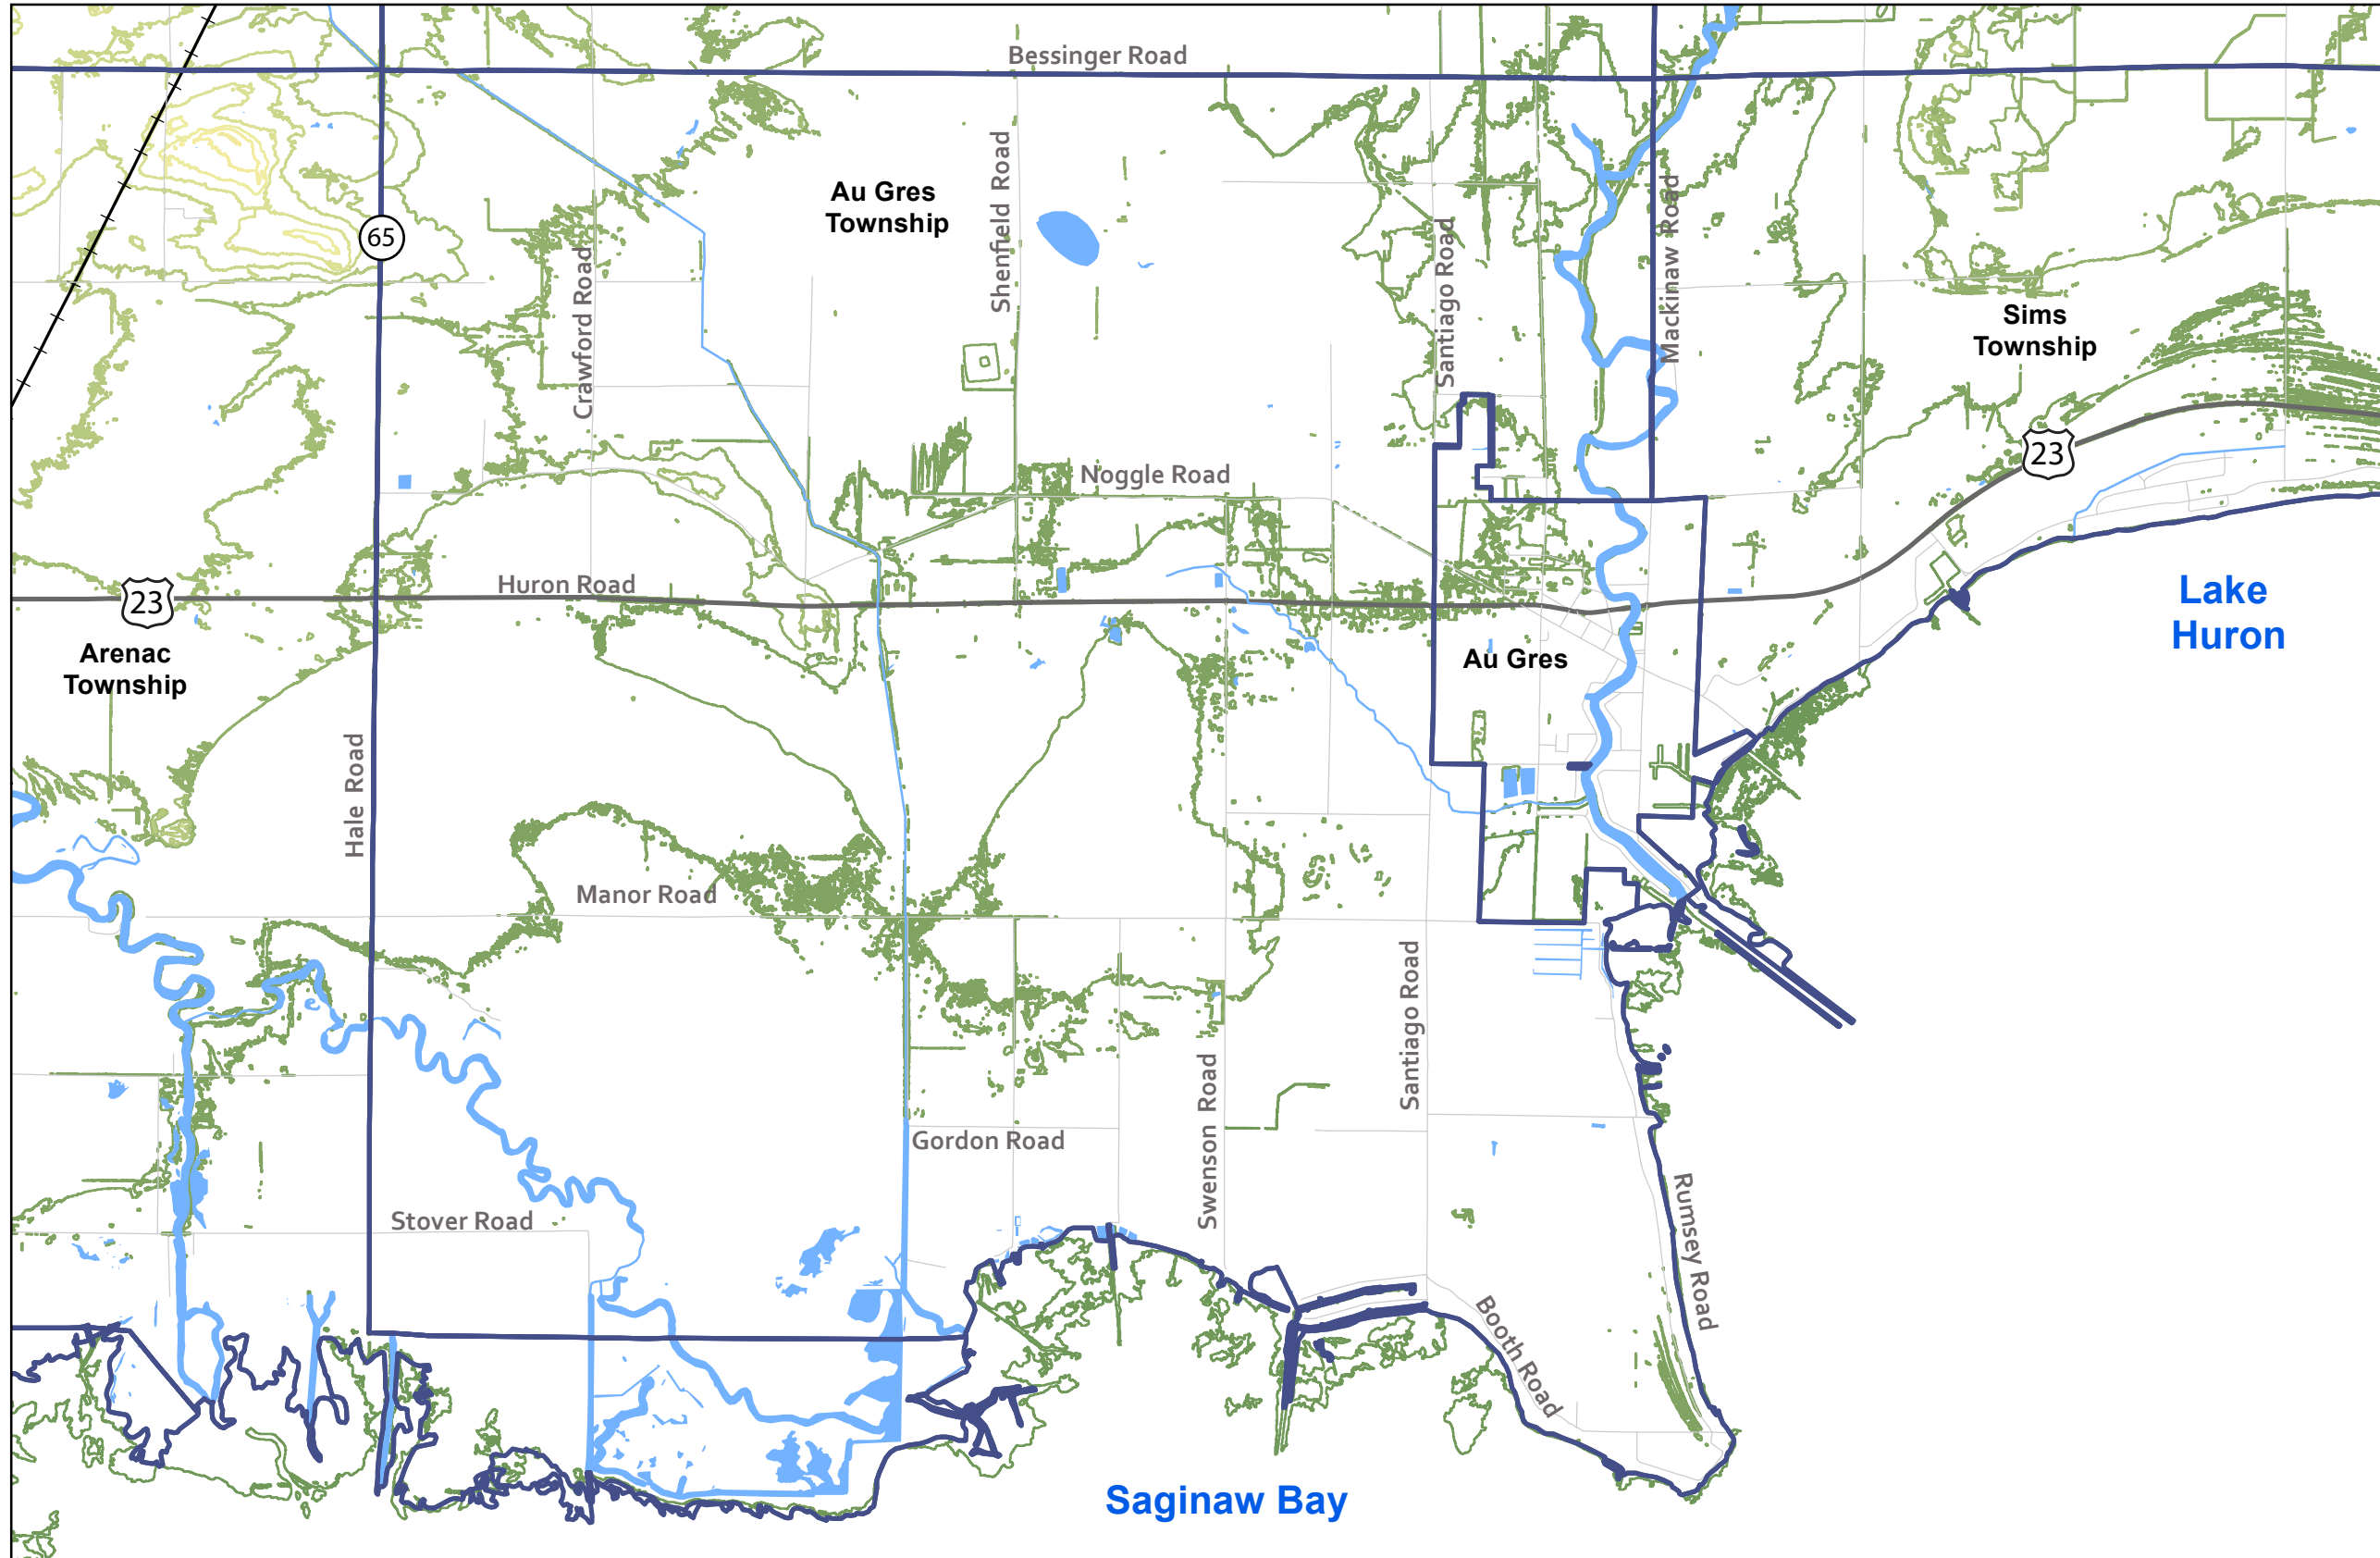 Bessinger Road
Au Gres
Township
Shenfield Road
65
Crawford Road
Santiago Road
Mackinaw Road
Sims
Township
23
Noggle Road
Huron Road
23
Lake
Huron
Arenac
Township
Au Gres
Hale Road
Manor Road
Santiago Road
Gordon Road
Swenson Road
Stover Road
Rumsey Road
Booth Road
Saginaw Bay